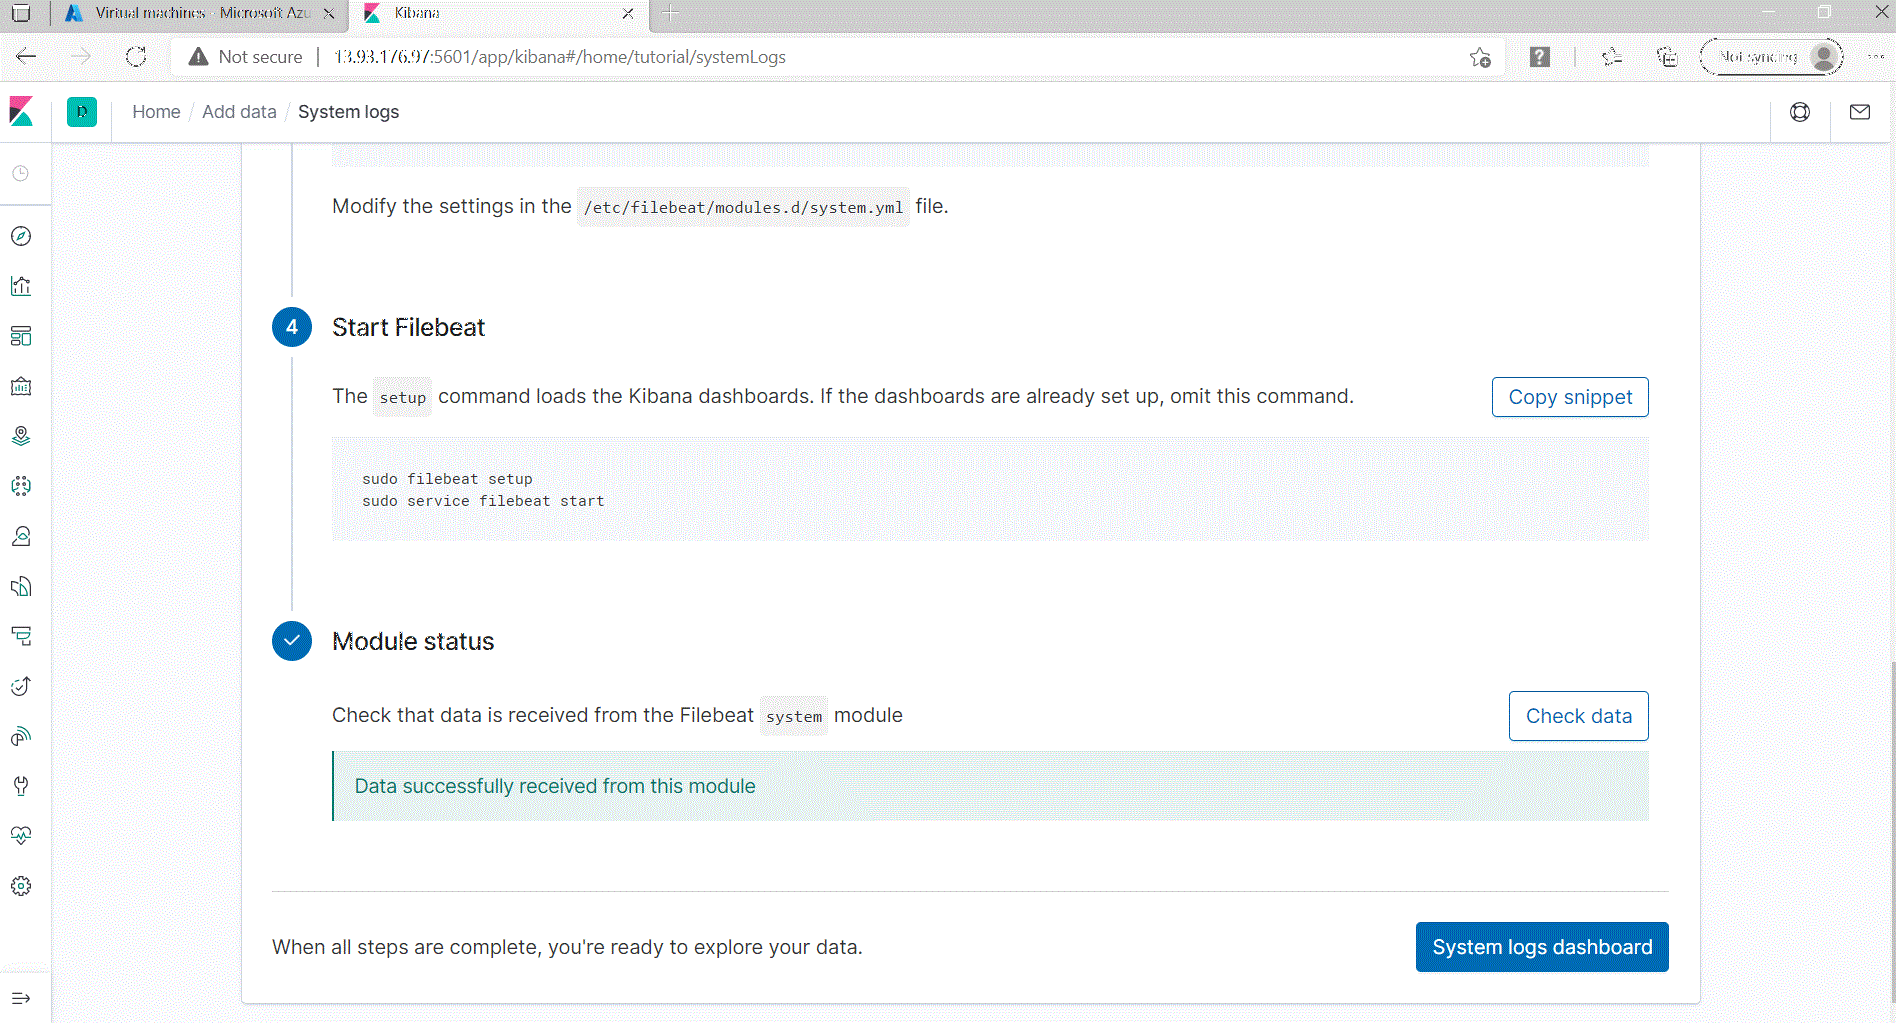 Virtual machines - Microsoft Azu
Kibana
Not secure | 13.93.176.97:5601/app/kibana#/home/tutorial/systemLogs
Not syncing
D
Home / Add data / System logs
Modify the settings in the /etc/filebeat/modules.d/system.yml file.
4 Start Filebeat
The setup command loads the Kibana dashboards. If the dashboards are already set up, omit this command.
Copy snippet
sudo filebeat setup
sudo service filebeat start
Module status
Check that data is received from the Filebeat system module
Check data
Data successfully received from this module
When all steps are complete, you're ready to explore your data.
System logs dashboard